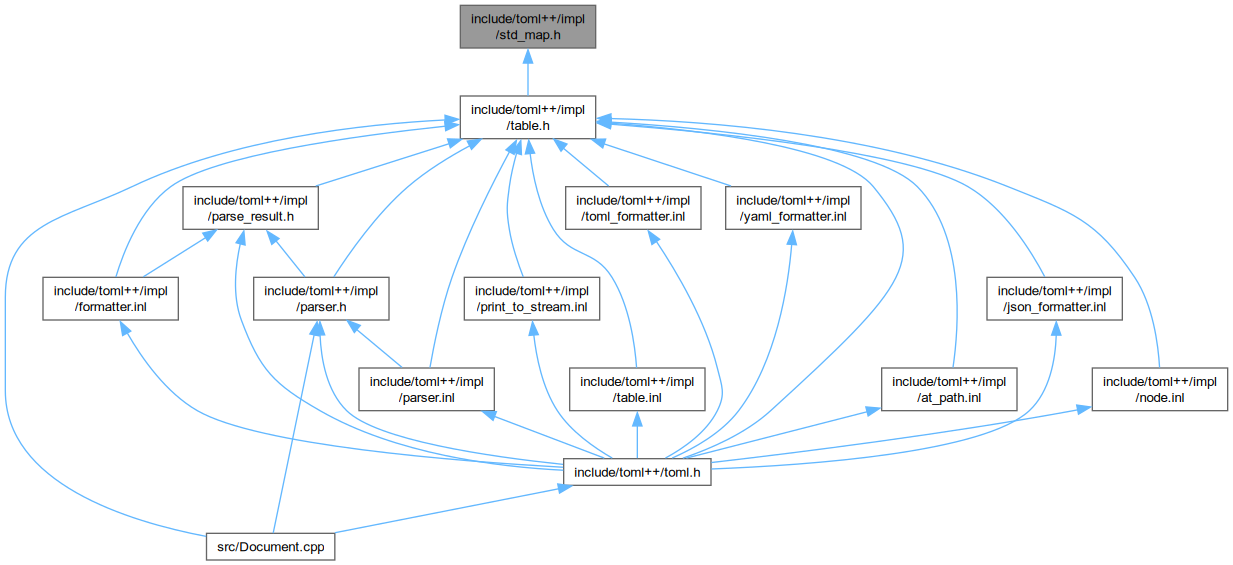 include/toml++/impl
/std_map.h
include/toml++/impl
/table.h
include/toml++/impl
/parse_result.h
include/toml++/impl
/toml_formatter.inl
include/toml++/impl
/yaml_formatter.inl
include/toml++/impl
/formatter.inl
include/toml++/impl
/parser.h
include/toml++/impl
/print_to_stream.inl
include/toml++/impl
/json_formatter.inl
include/toml++/impl
/parser.inl
include/toml++/impl
/table.inl
include/toml++/impl
/at_path.inl
include/toml++/impl
/node.inl
include/toml++/toml.h
src/Document.cpp